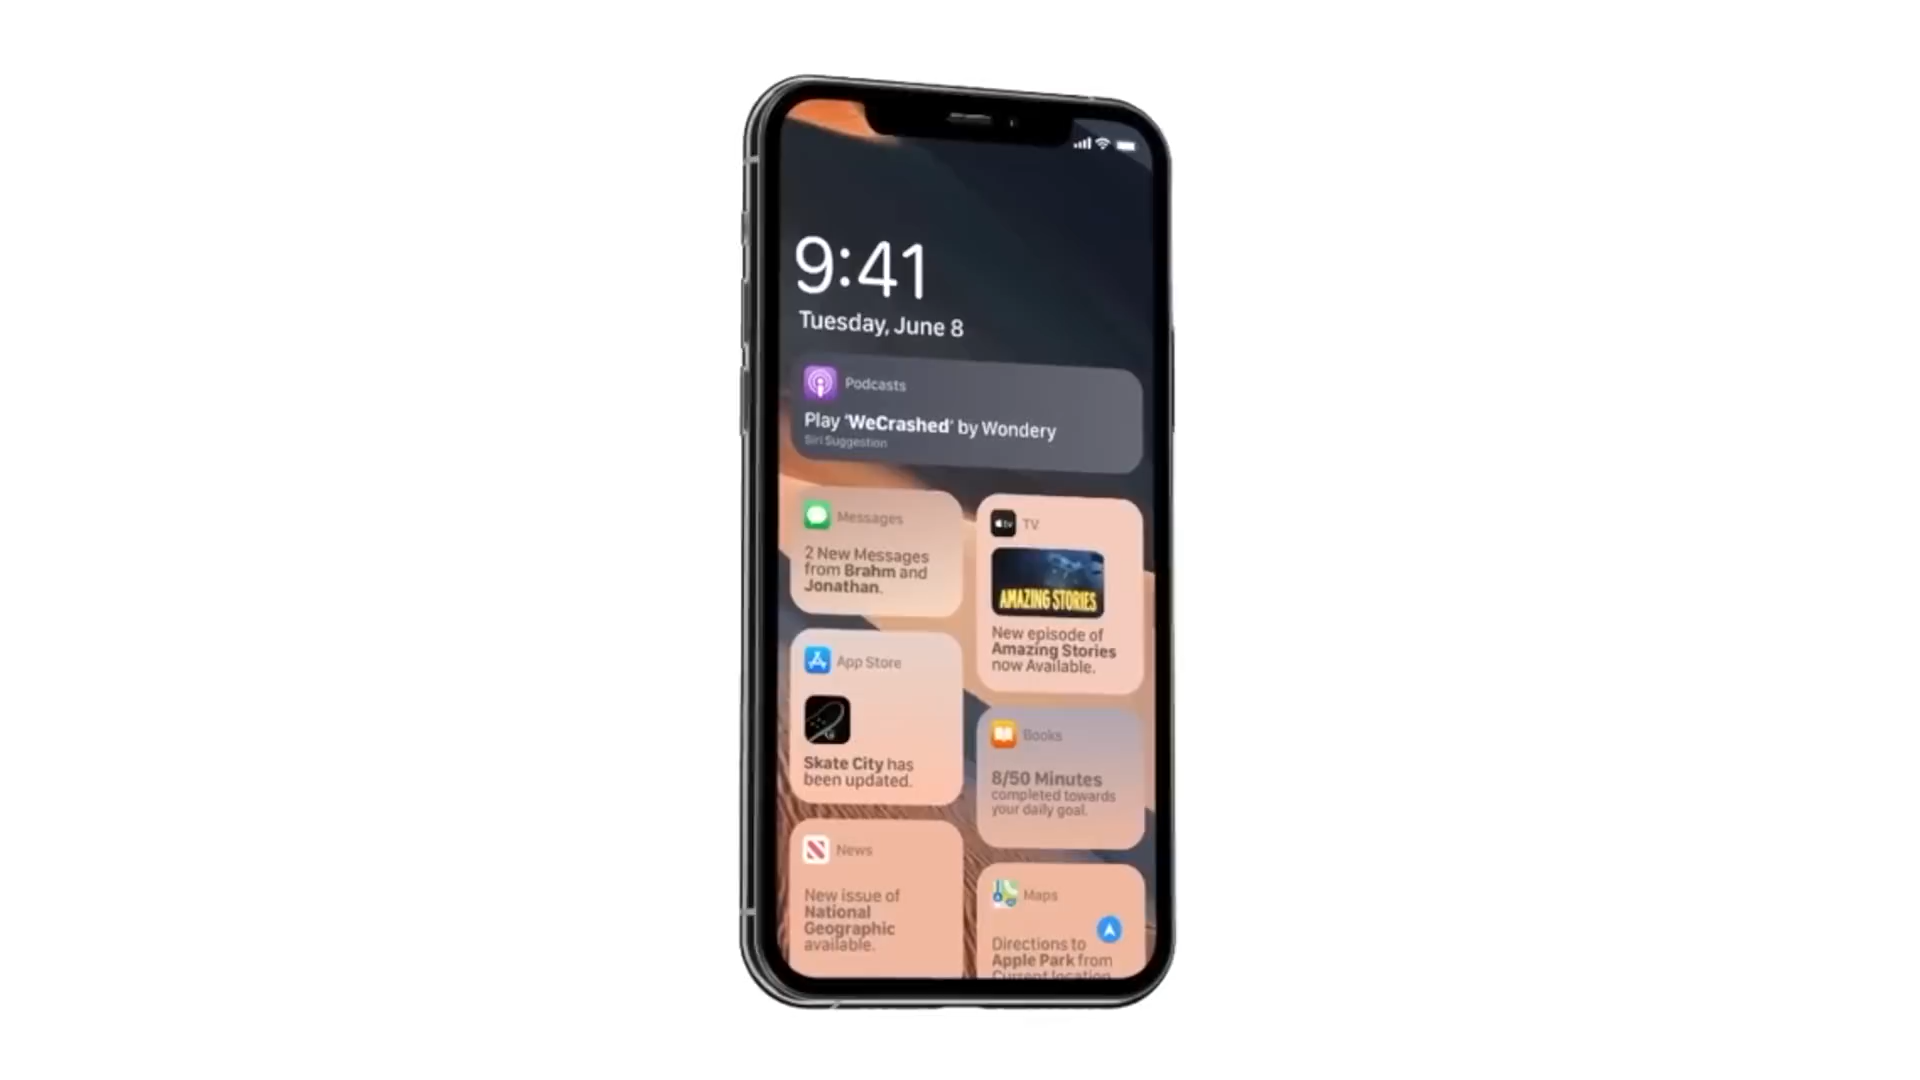 9:41
Tuesday, June 8
Podcasts
Play 'WeCrashed' by Wondery
Siri Suggestion
Messages
2 New Messages
from Brahm and
Jonathan.
tv TV
AMAZING STORIES
New episode of
Amazing Stories
now Available.
App Store
Skate City has
been updated.
Books
8/50 Minutes
completed towards
your daily goal.
News
New issue of
National
Geographic
available.
Maps
Directions to
Apple Park from
Current location